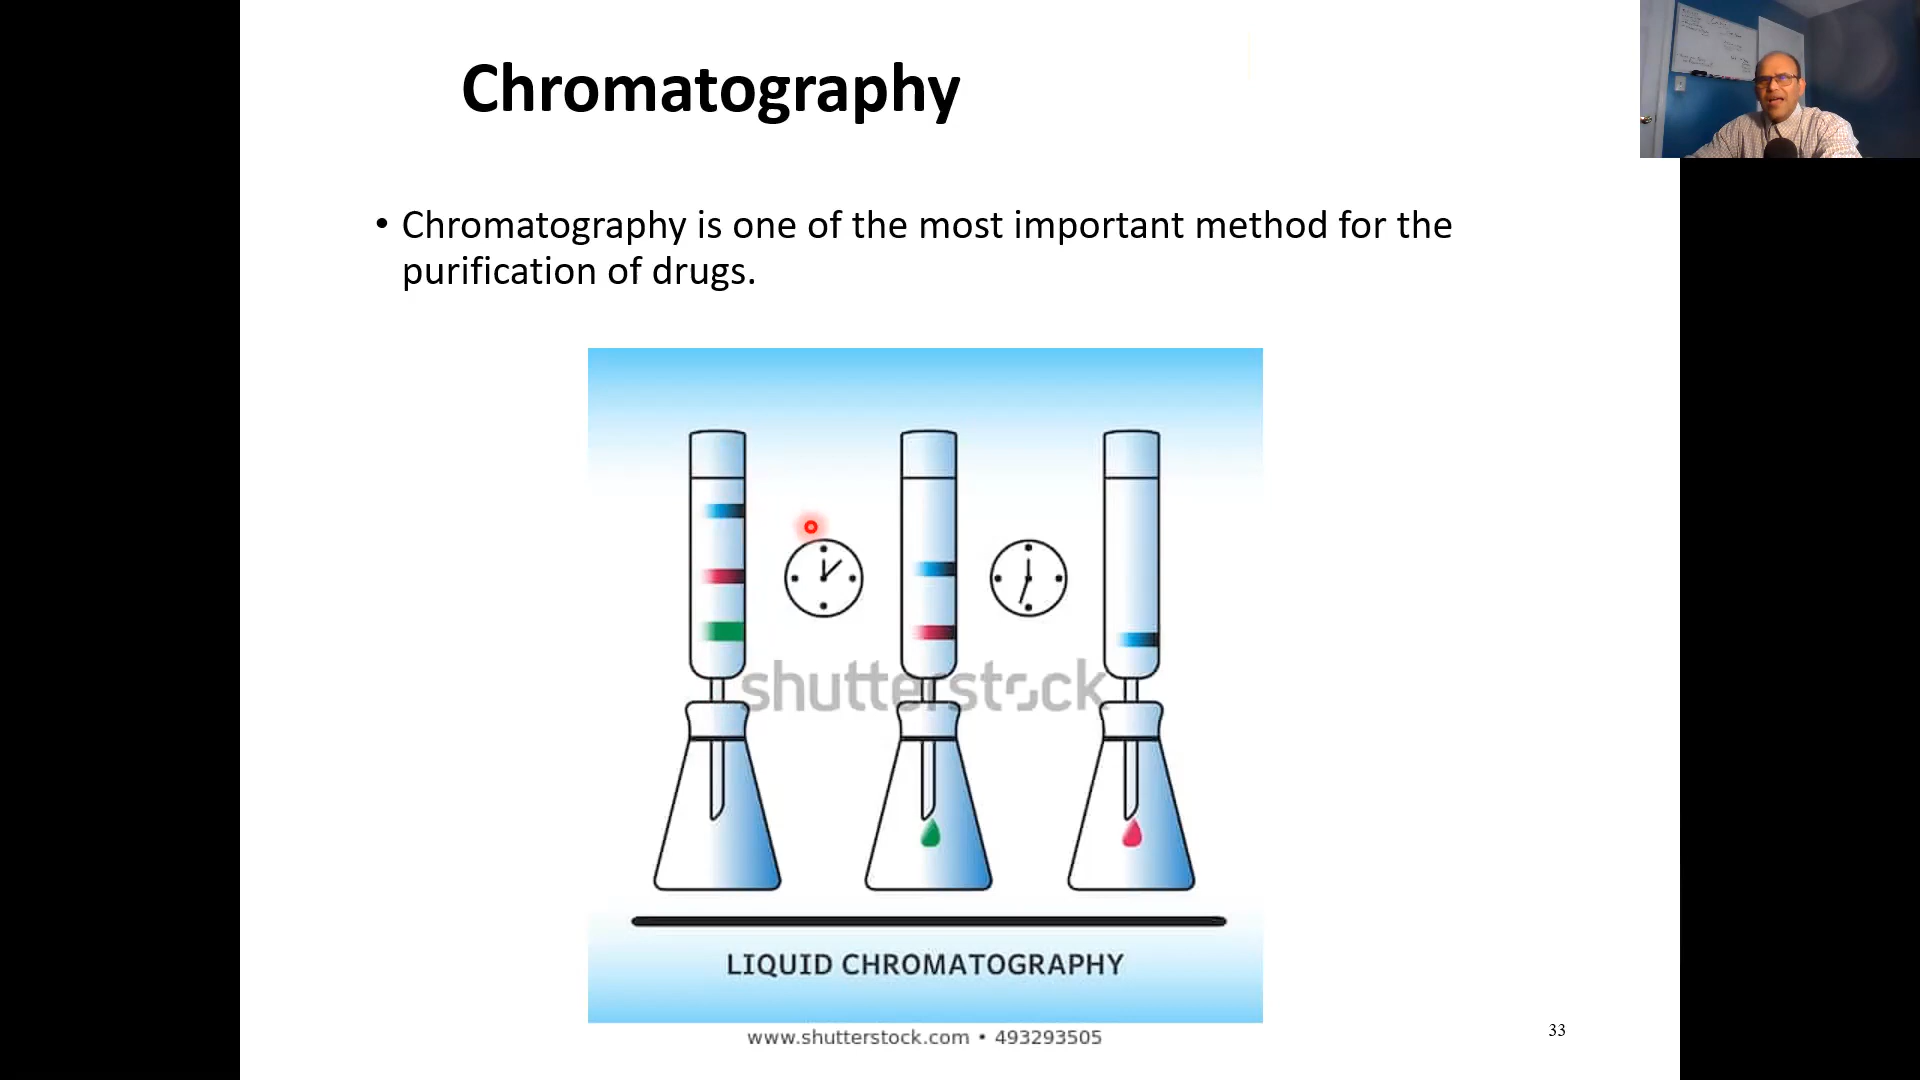 Chromatography
• Chromatography is one of the most important method for the
purification of drugs.
shutterstock
LIQUID CHROMATOGRAPHY
www.shutterstock.com • 493293505
33